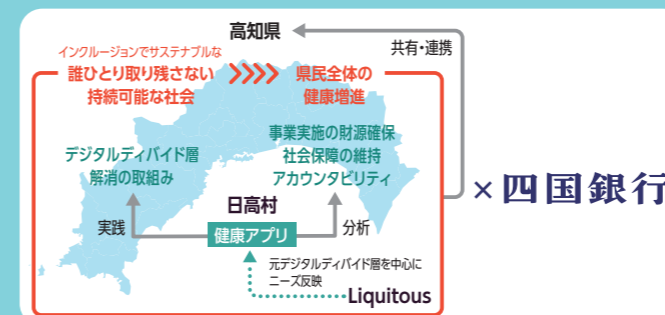 高知県
共有・連携
インクルージョンでサステナブルな
誰ひとり取り残さない
持続可能な社会
県民全体の
健康増進
事業実施の財源確保
社会保障の維持
アカウンタビリティ
デジタルディバイド層
解消の取組み
日高村
実践
健康アプリ
分析
元デジタルディバイド層を中心に
ニーズ反映
Liquitous
×四国銀行